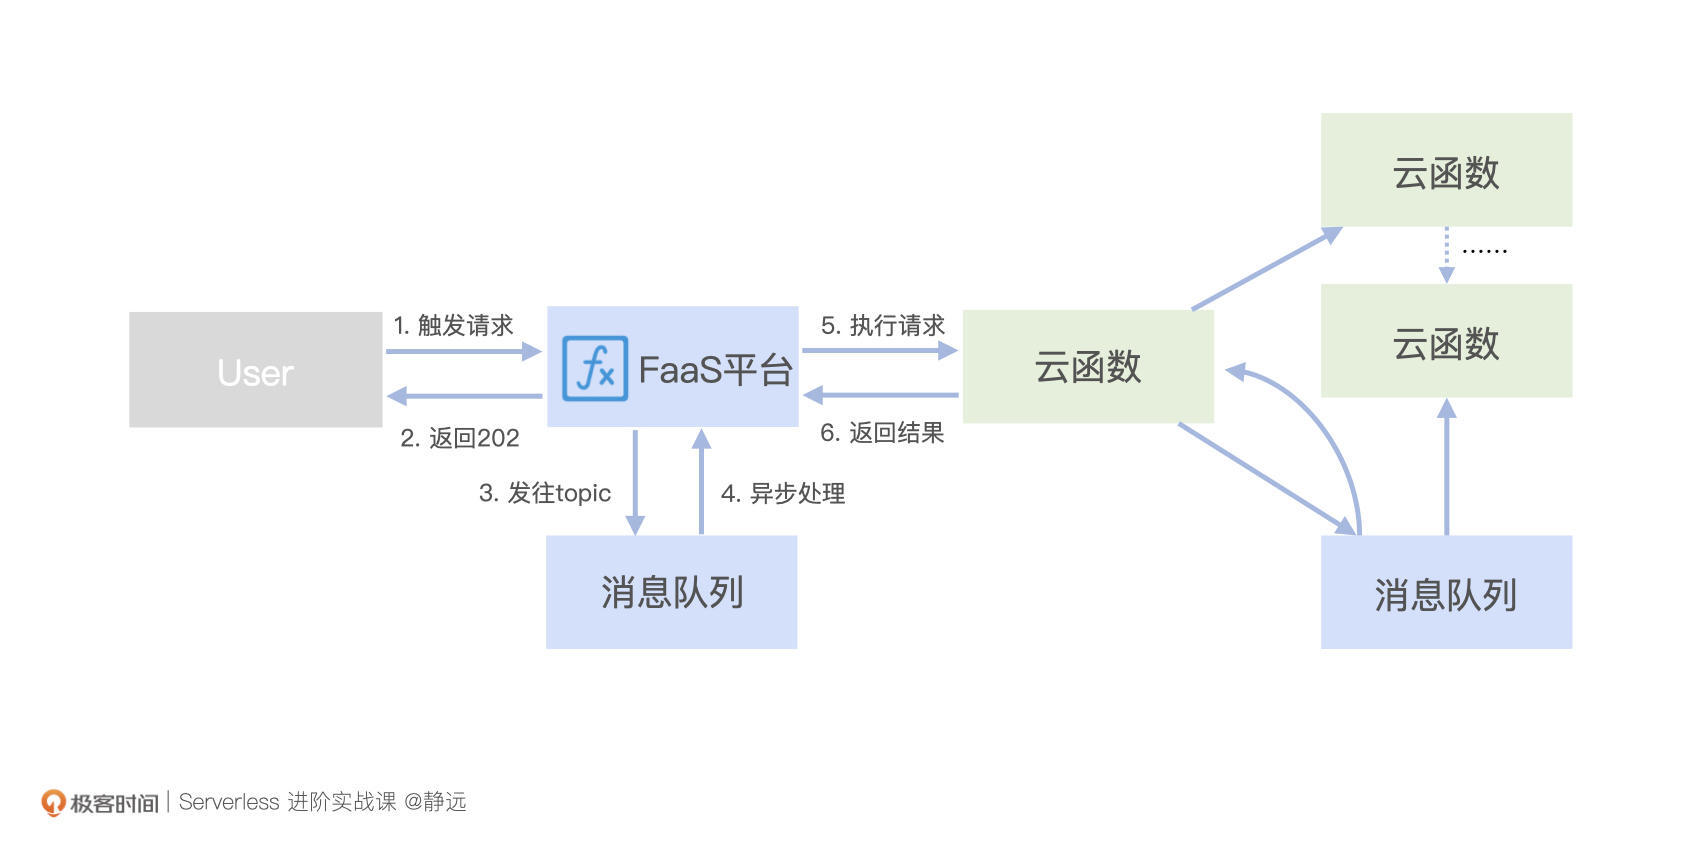 云函数
......
云函数
1. 触发请求
User
2. 返回202
FaaS平台
5. 执行请求
云函数
6. 返回结果
3. 发往topic
4. 异步处理
消息队列
消息队列
极客时间 | Serverless 进阶实战课 @静远